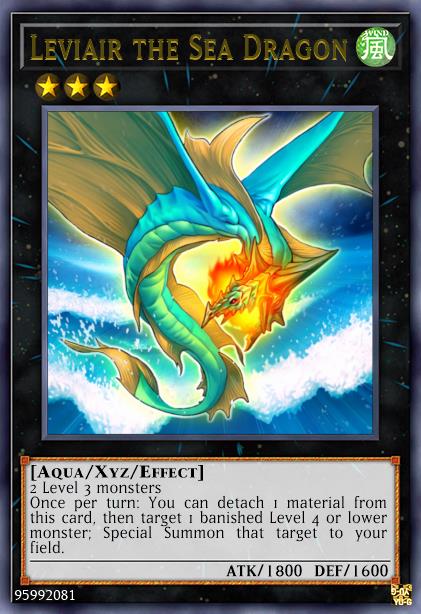 Leviair the Sea Dragon
WIND
風
[Aqua/Xyz/Effect]
2 Level 3 monsters
Once per turn: You can detach 1 material from
this card, then target 1 banished Level 4 or lower
monster; Special Summon that target to your
field.
ATK/1800 DEF/1600
95992081